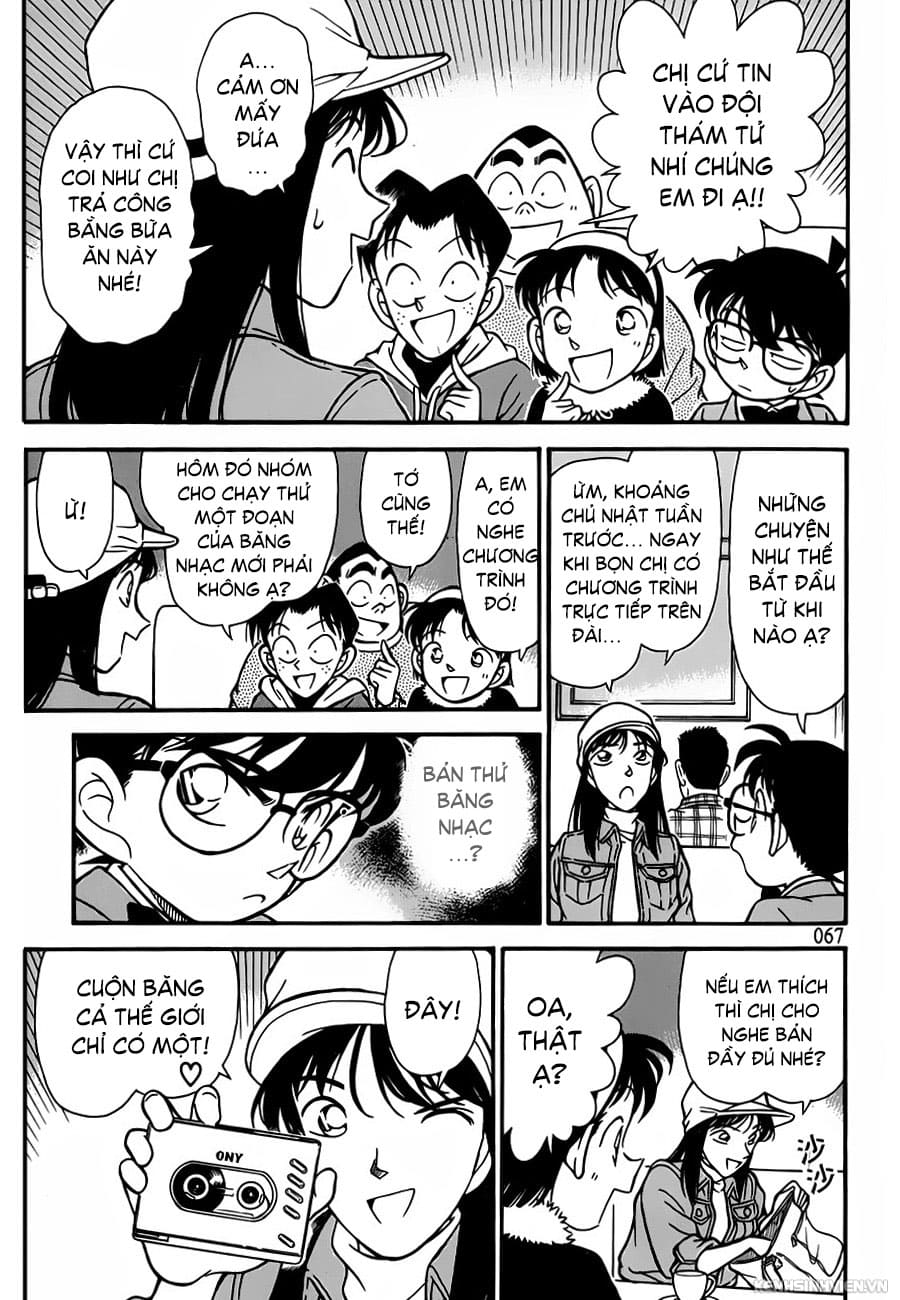 CHỊ CỨ TIN
VÀO ĐỘI
THÁM TỬ
NHÍ CHÚNG
EM ĐI Ạ!!
A...
CẢM ƠN
MẤY
ĐỨA
...
VẬY THÌ CỨ
COI NHƯ CHỊ
TRẢ CÔNG
BẰNG BỮA
ĂN NÀY
NHÉ!
NHỮNG
CHUYỆN
NHƯ THẾ
BẮT ĐẦU
TỪ KHI
NÀO Ạ?
ỪM, KHOẢNG
CHỦ NHẬT TUẦN
TRƯỚC... NGAY
KHI BỌN CHỊ CÓ
CHƯƠNG TRÌNH
TRỰC TIẾP TRÊN
ĐÀI...
A, EM
CÓ
NGHE
CHƯƠNG
TRÌNH
ĐÓ!
TỚ
CŨNG
THẾ!
HÔM ĐÓ NHÓM
CHO CHẠY THỬ
MỘT ĐOẠN
CỦA BĂNG
NHẠC MỚI PHẢI
KHÔNG Ạ?
Ừ!
BẢN THỬ
BĂNG
NHẠC
...?
067
NẾU EM THÍCH
THÌ CHỊ CHO
NGHE BẢN
ĐẦY ĐỦ NHÉ?
OA,
THẬT
Ạ?
ĐÂY!
CUỘN BĂNG
CẢ THẾ GIỚI
CHỈ CÓ MỘT!
♡
ONY
沙沙
KENHSINHVIEN.VN